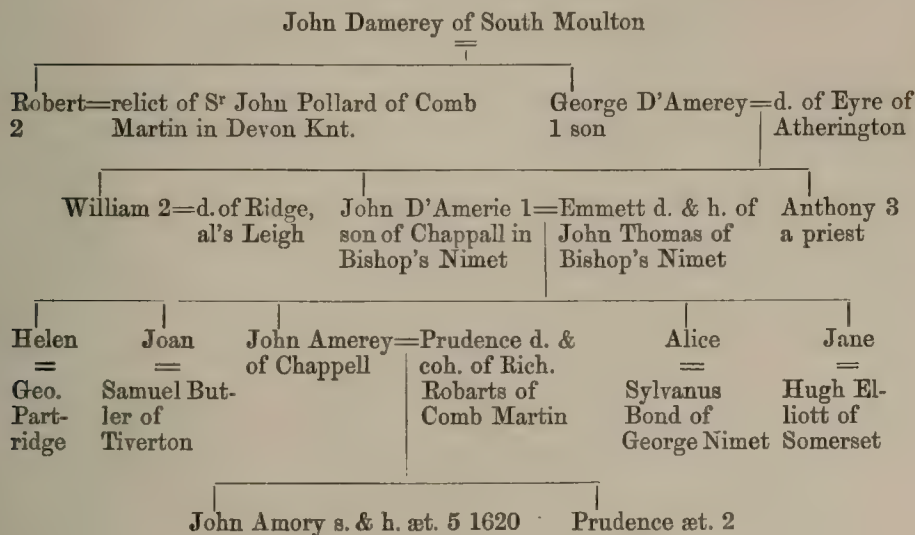 John Damerey of South Moulton
=
Robert=relict of Sʳ John Pollard of Comb George D'Amerey=d. of Eyre of
2 Martin in Devon Knt. 1 son Atherington
William 2=d. of Ridge, John D'Amerie 1=Emmett d. & h. of Anthony 3
al's Leigh son of Chappall in John Thomas of a priest
Bishop's Nimet Bishop's Nimet
Helen Joan John Amerey=Prudence d. & Alice Jane
= = of Chappell coh. of Rich. = =
Geo. Samuel But- Robarts of Sylvanus Hugh El-
Part- ler of Comb Martin Bond of liott of
ridge Tiverton George Nimet Somerset
John Amory s. & h. æt. 5 1620 Prudence æt. 2